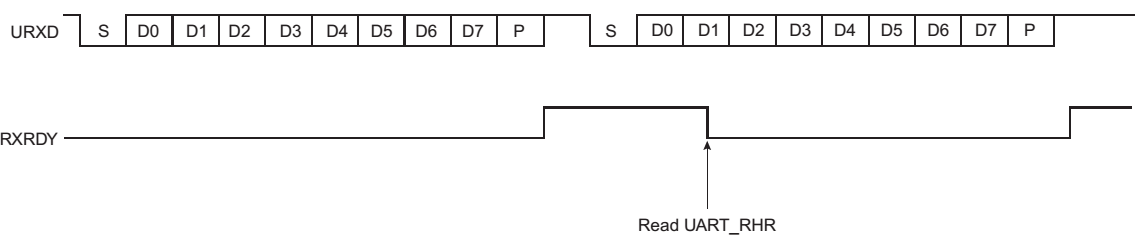 URXD S D0 D1 D2 D3 D4 D5 D6 D7 P S D0 D1 D2 D3 D4 D5 D6 D7 P
RXRDY
Read UART_RHR